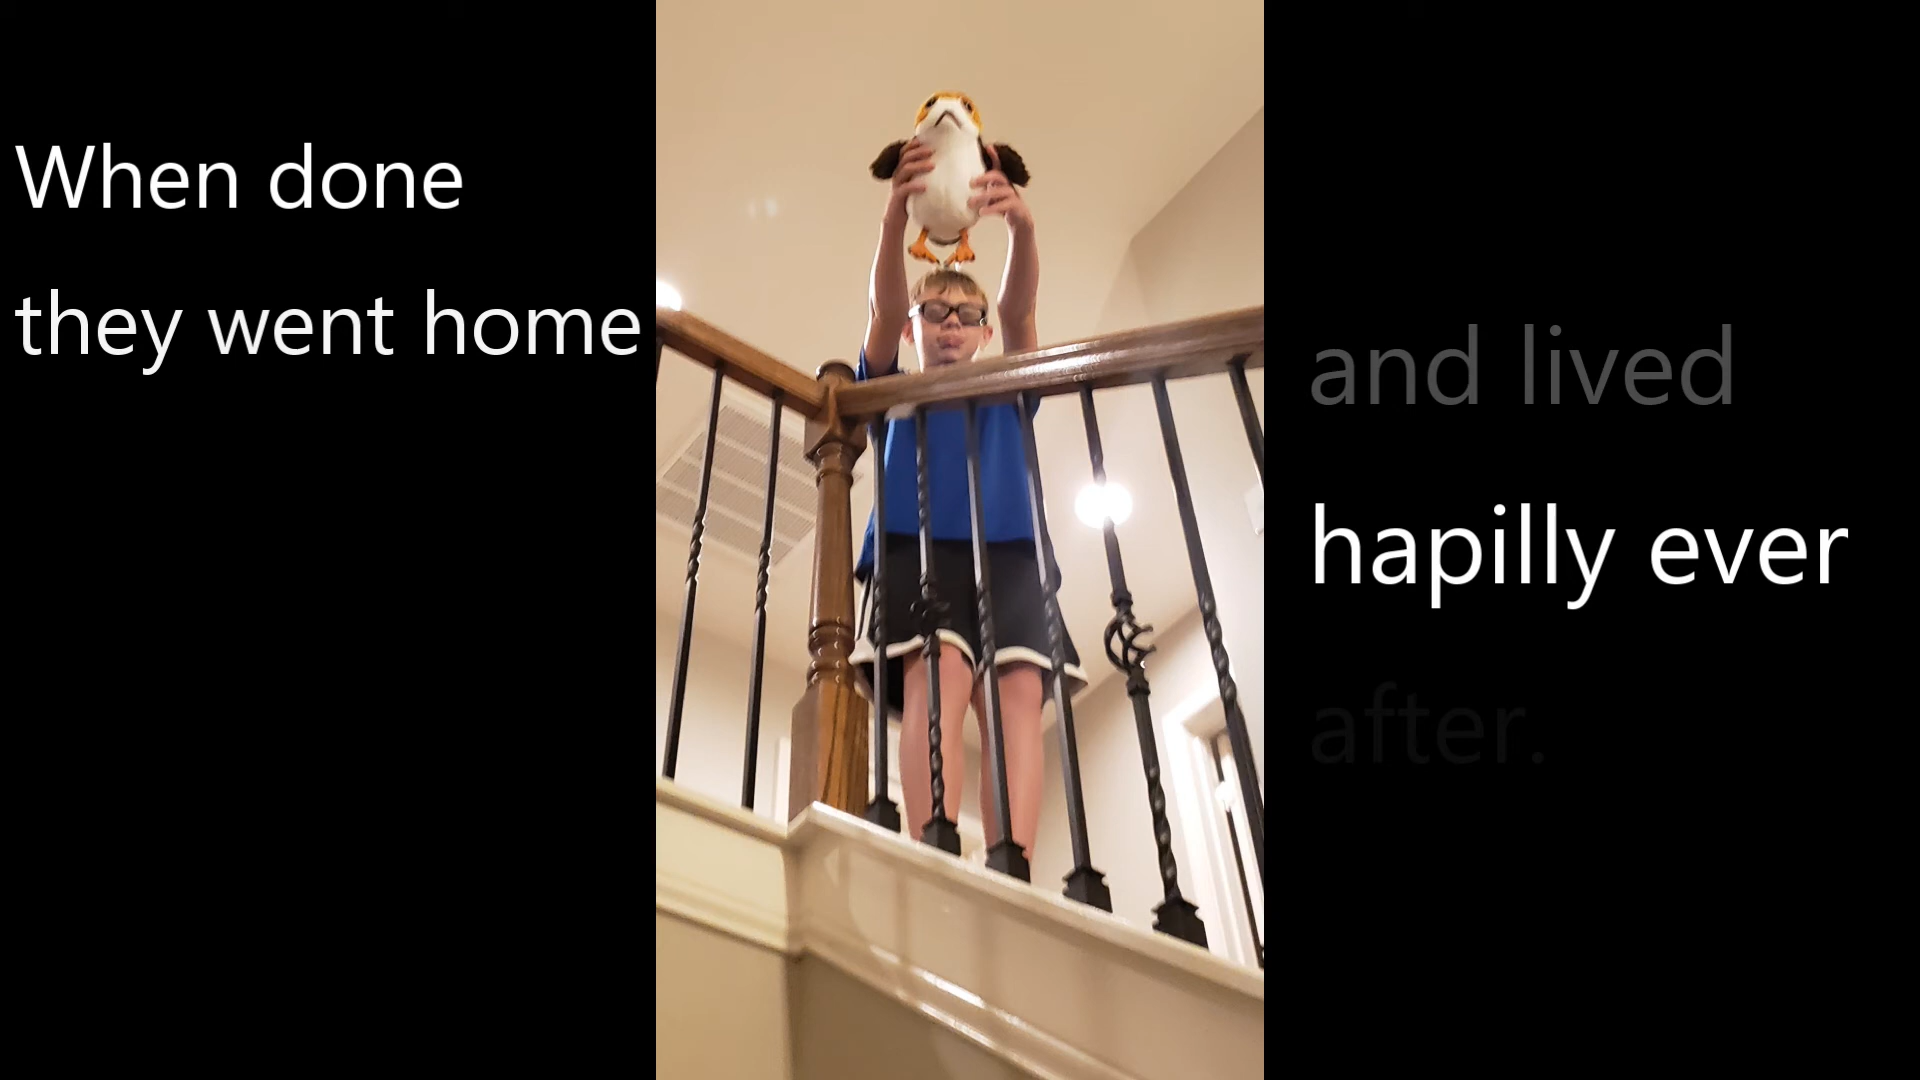 When done
they went home
and lived
hapilly ever
after.